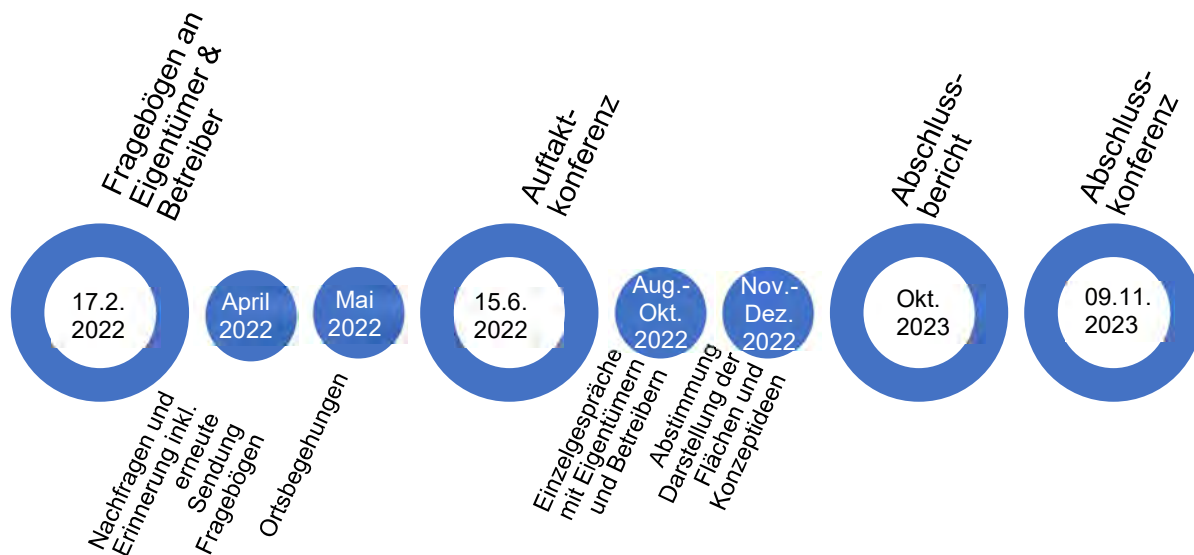 Fragebögen an
Eigentümer &
Betreiber
17.2.
2022
Nachfragen und
Erinnerung inkl.
erneute
Sendung
Fragebögen
April
2022
Ortsbegehungen
Mai
2022
Auftakt-
konferenz
15.6.
2022
Einzelgespräche
mit Eigentümern
und Betreibern
Aug.-
Okt.
2022
Abstimmung
Darstellung der
Flächen und
Konzeptideen
Nov.-
Dez.
2022
Abschluss-
bericht
Okt.
2023
Abschluss-
konferenz
09.11.
2023